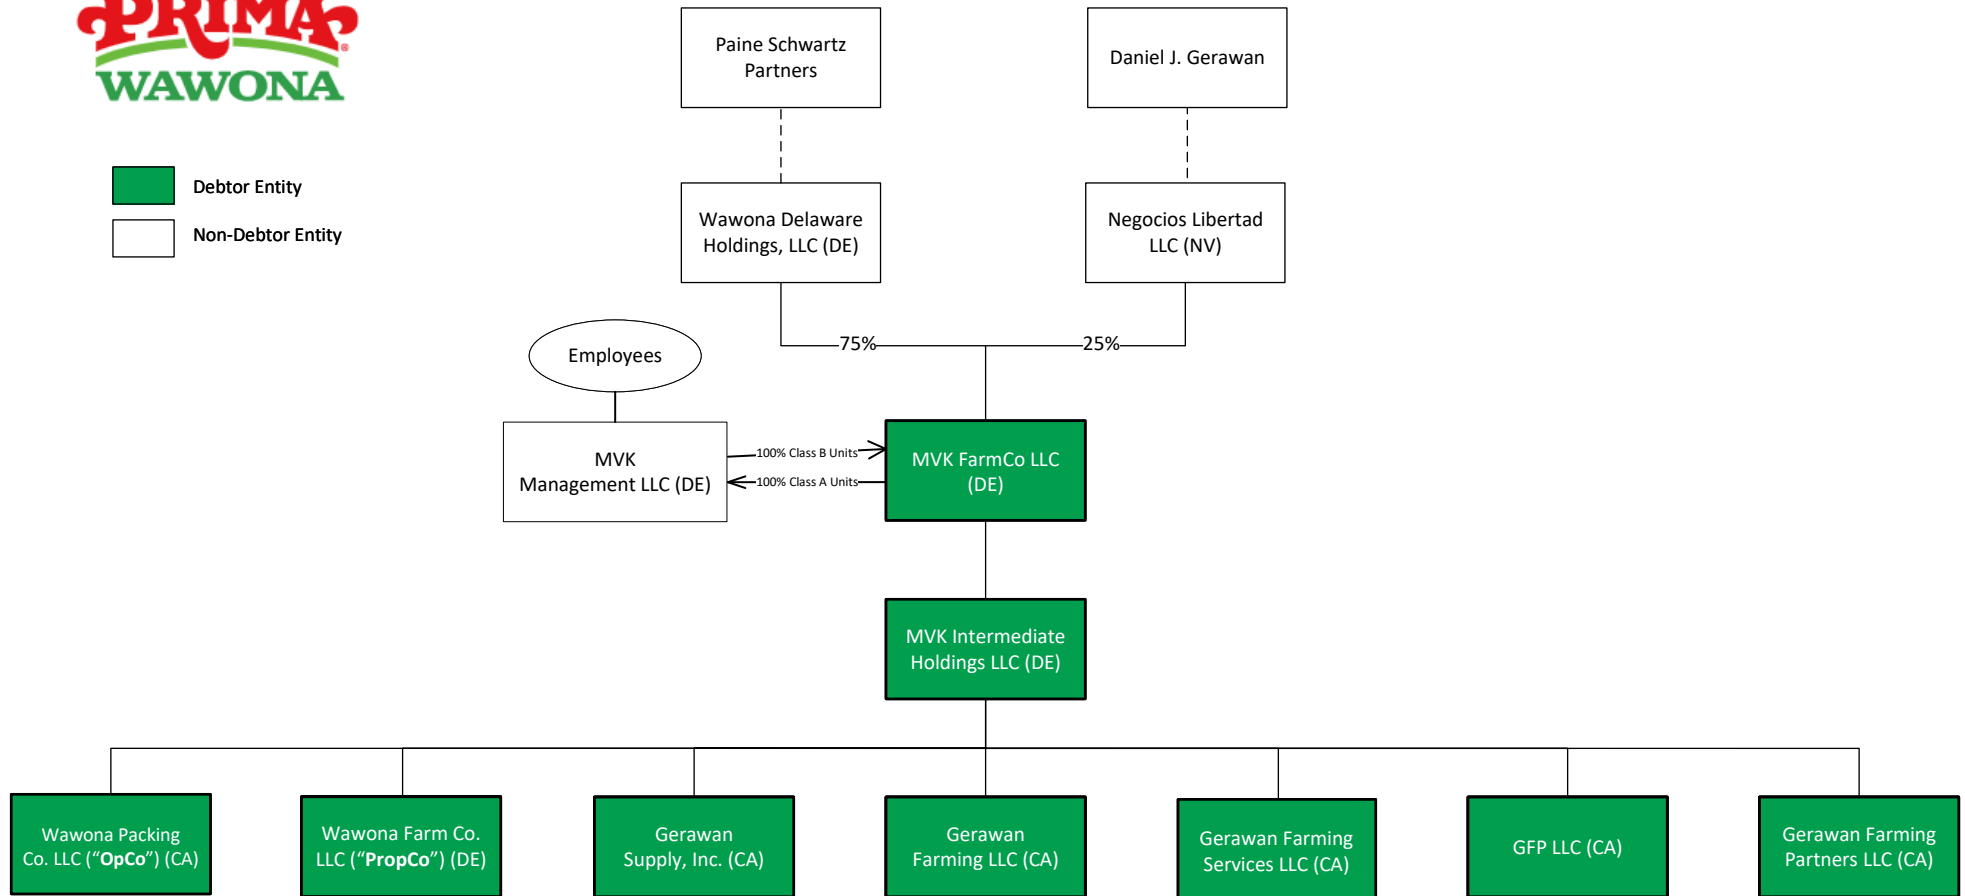 PRIMA®
WAWONA
Debtor Entity
Non-Debtor Entity
Paine Schwartz
Partners
Daniel J. Gerawan
Wawona Delaware
Holdings, LLC (DE)
Negocios Libertad
LLC (NV)
75%
25%
Employees
MVK
Management LLC (DE)
100% Class B Units
100% Class A Units
MVK FarmCo LLC
(DE)
MVK Intermediate
Holdings LLC (DE)
Wawona Packing
Co. LLC (“OpCo”) (CA)
Wawona Farm Co.
LLC (“PropCo”) (DE)
Gerawan
Supply, Inc. (CA)
Gerawan
Farming LLC (CA)
Gerawan Farming
Services LLC (CA)
GFP LLC (CA)
Gerawan Farming
Partners LLC (CA)